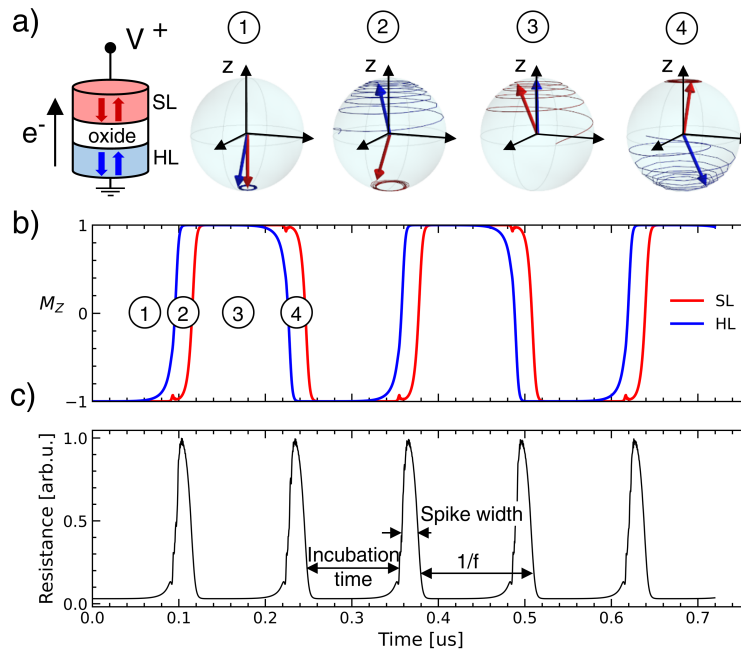 a)
V +
SL
oxide
HL
e-
1
2
3
4
Z
Z
Z
Z
b)
1
0
−1
Mz
1
2
3
4
SL
HL
c)
Resistance [arb.u.]
1.0
0.5
0.0
Spike width
Incubation
time
1/f
0.0 0.1 0.2 0.3 0.4 0.5 0.6 0.7
Time [us]